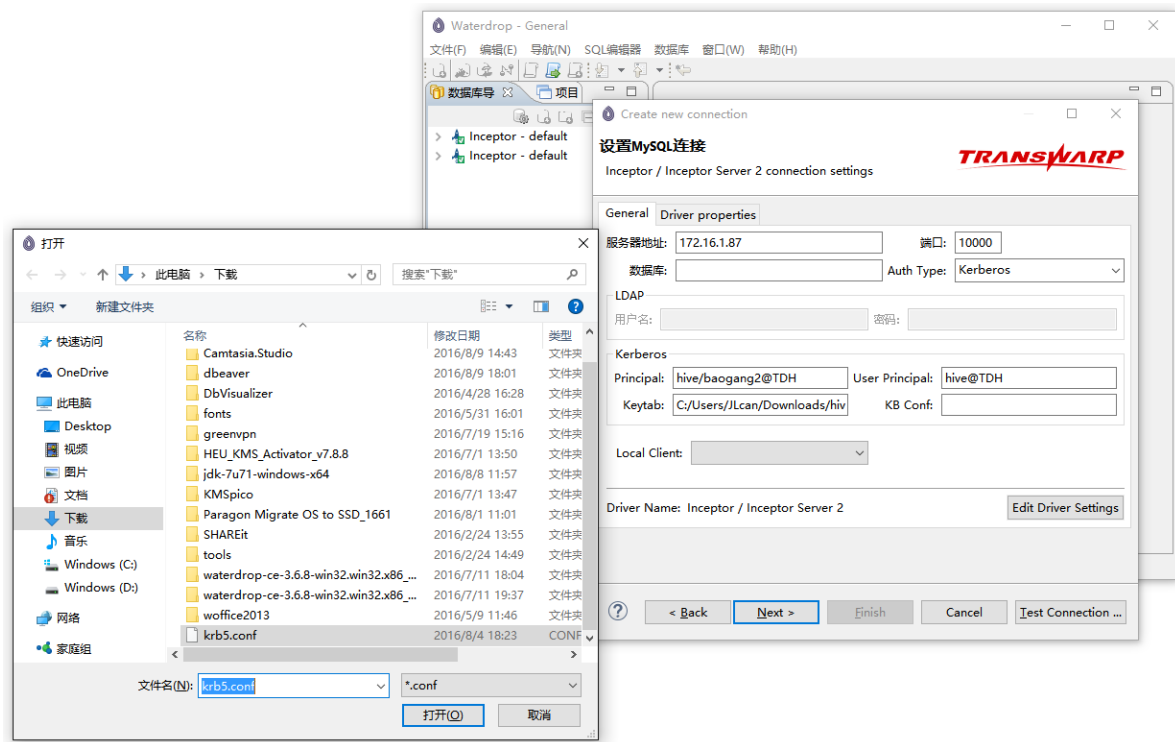 Waterdrop - General
文件(F) 编辑(E) 导航(N) SQL编辑器 数据库 窗口(W) 帮助(H)
数据库导 项目
Inceptor - default
Inceptor - default
Create new connection
设置MySQL连接
Inceptor / Inceptor Server 2 connection settings
TRANSWARP
General Driver properties
服务器地址: 172.16.1.87 端口: 10000
数据库: Auth Type: Kerberos
LDAP
用户名: 密码:
Kerberos
Principal: hive/baogang2@TDH User Principal: hive@TDH
Keytab: C:/Users/JLcan/Downloads/hiv KB Conf:
Local Client:
Driver Name: Inceptor / Inceptor Server 2 Edit Driver Settings
< Back Next > Finish Cancel Test Connection ...
打开
此电脑 › 下载 搜索"下载"
组织 新建文件夹
快速访问
OneDrive
此电脑
Desktop
视频
图片
文档
下载
音乐
Windows (C:)
Windows (D:)
网络
家庭组
名称 修改日期 类型
Camtasia.Studio 2016/8/9 14:43 文件夹
dbeaver 2016/8/9 18:01 文件夹
DbVisualizer 2016/4/28 16:28 文件夹
fonts 2016/5/31 16:01 文件夹
greenvpn 2016/7/19 15:16 文件夹
HEU_KMS_Activator_v7.8.8 2016/7/1 13:50 文件夹
jdk-7u71-windows-x64 2016/8/8 11:57 文件夹
KMSpico 2016/7/1 13:47 文件夹
Paragon Migrate OS to SSD_1661 2016/8/1 11:01 文件夹
SHAREit 2016/2/24 13:55 文件夹
tools 2016/2/24 14:49 文件夹
waterdrop-ce-3.6.8-win32.win32.x86_... 2016/7/11 18:04 文件夹
waterdrop-ce-3.6.8-win32.win32.x86_... 2016/7/11 19:37 文件夹
woffice2013 2016/5/9 11:46 文件夹
krb5.conf 2016/8/4 18:23 CONF
文件名(N): krb5.conf *.conf
打开(O) 取消